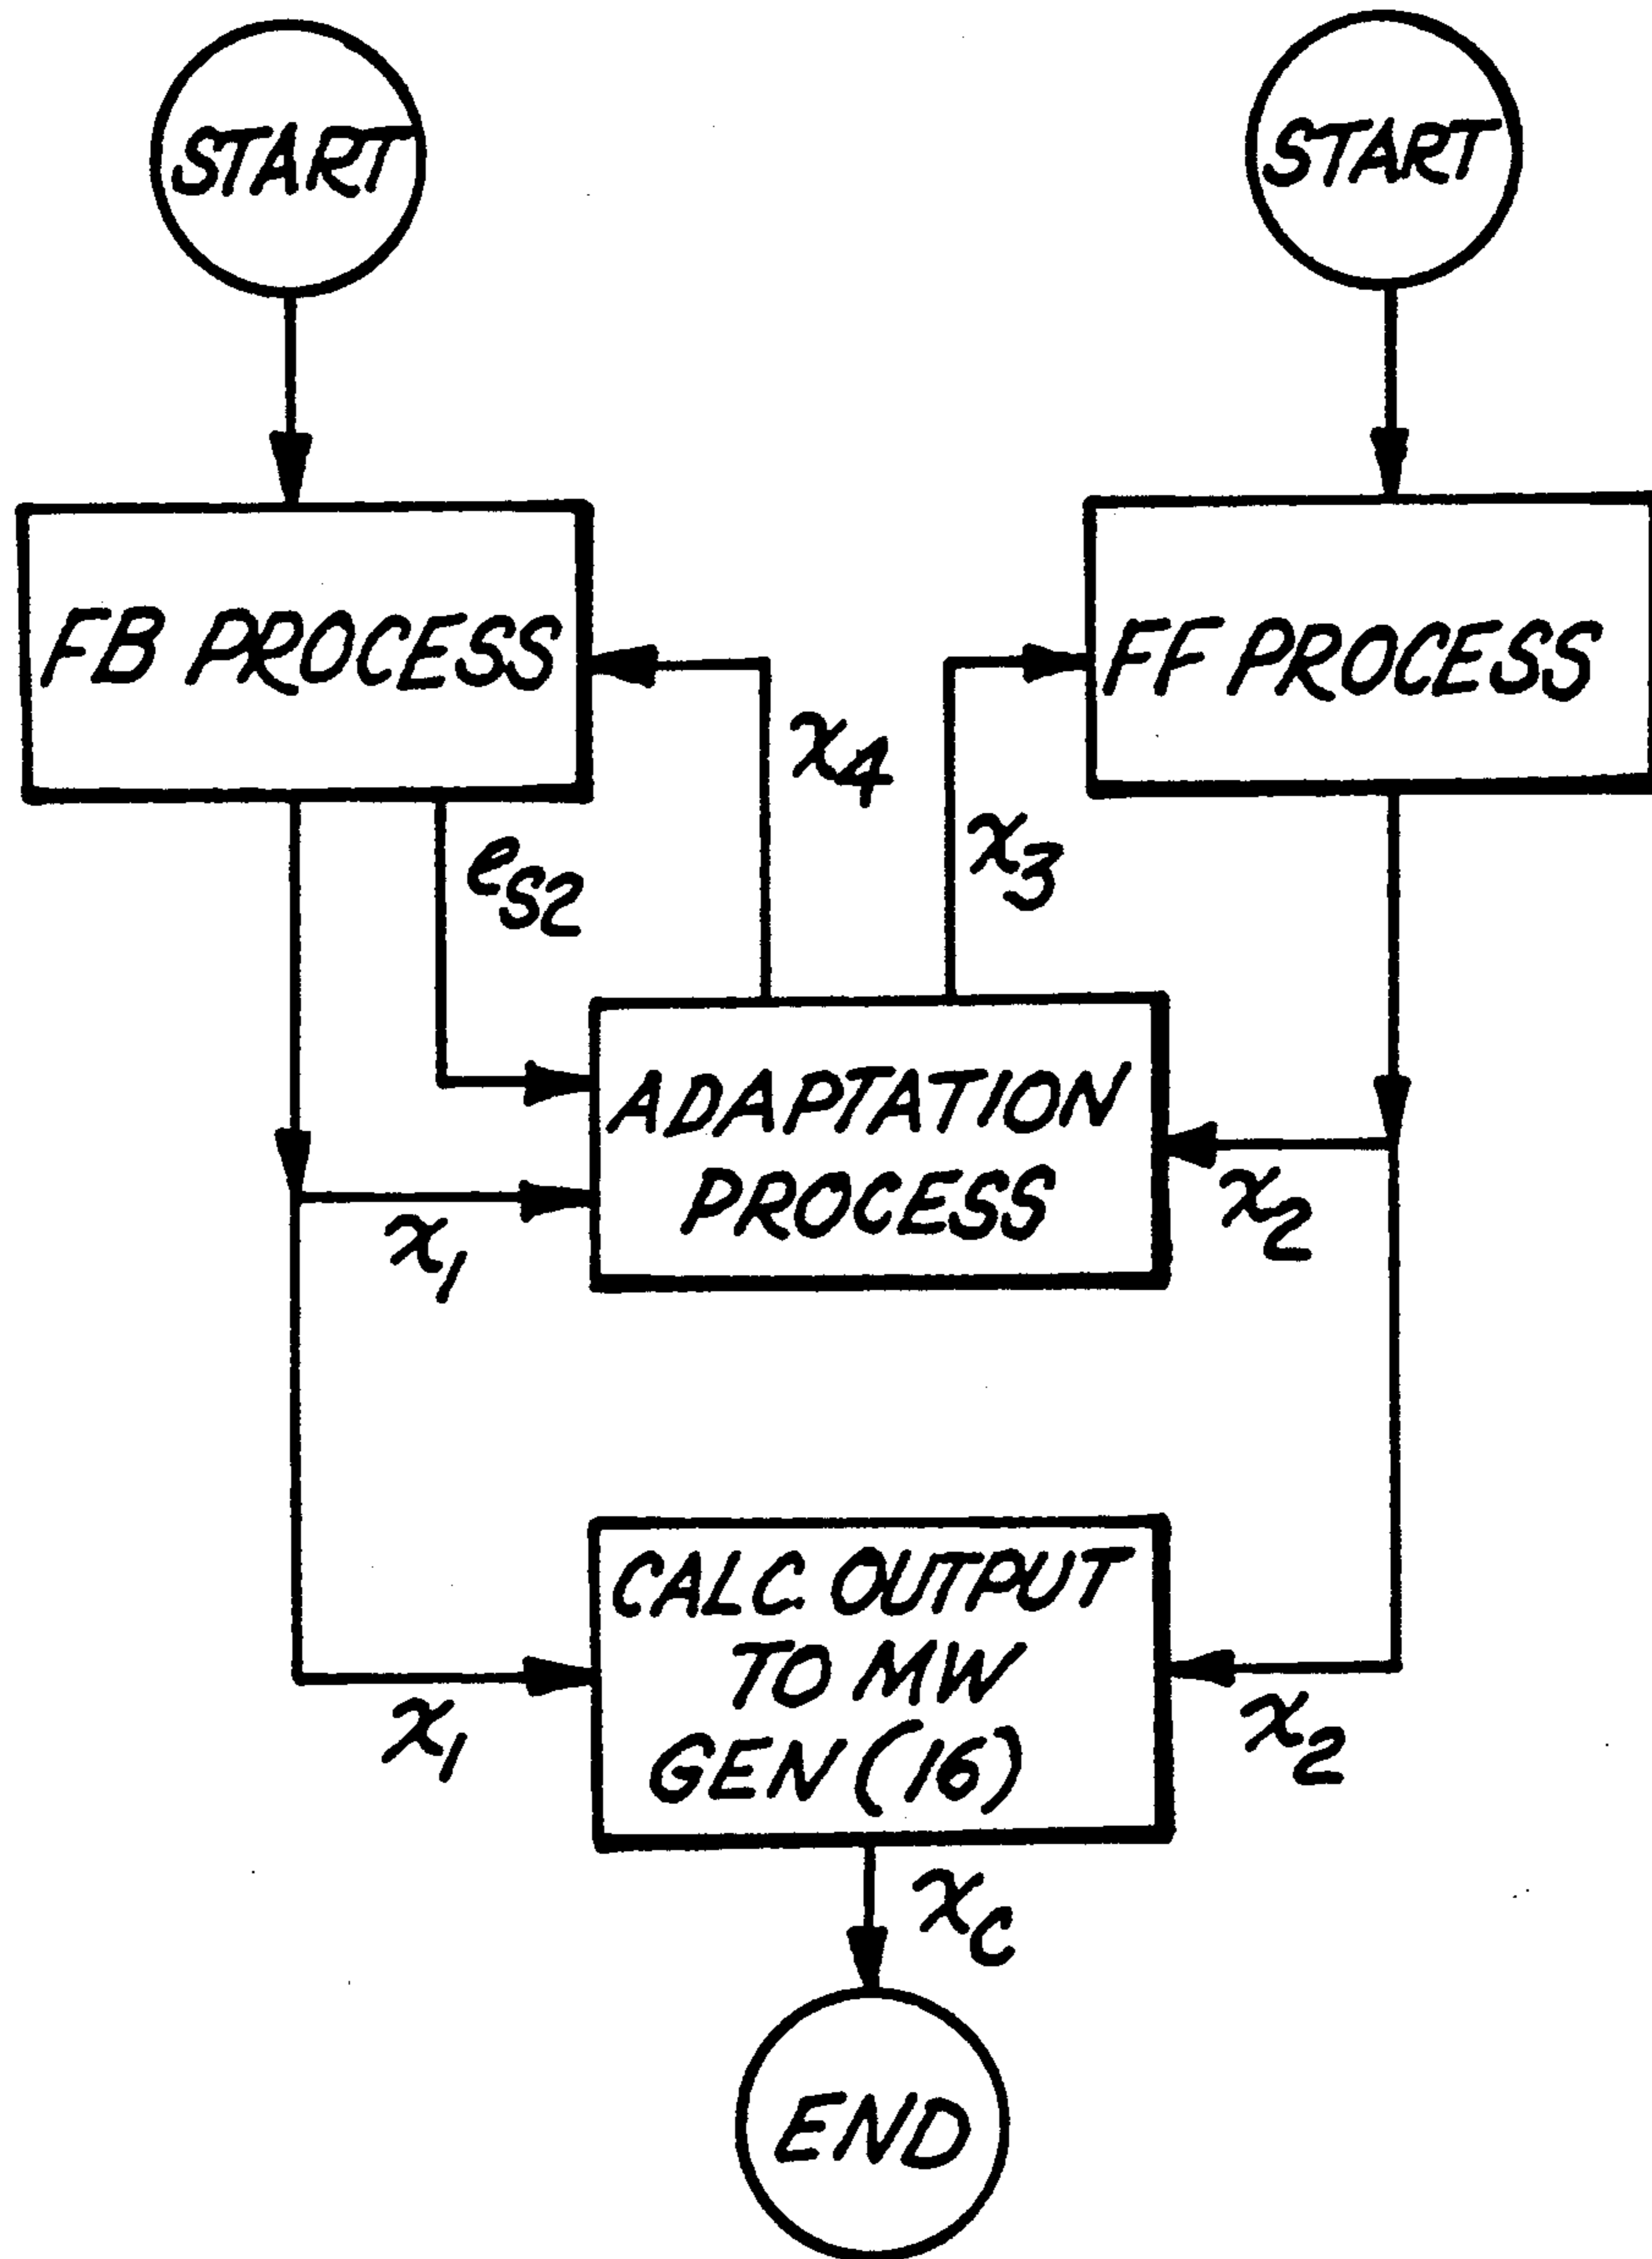 START
START
FB PROCESS
FF PROCESS
x4
x3
eS2
ADAPTATION
PROCESS
x1
x2
CALC OUTPUT
TO MW
GEN (16)
x1
x2
xC
END